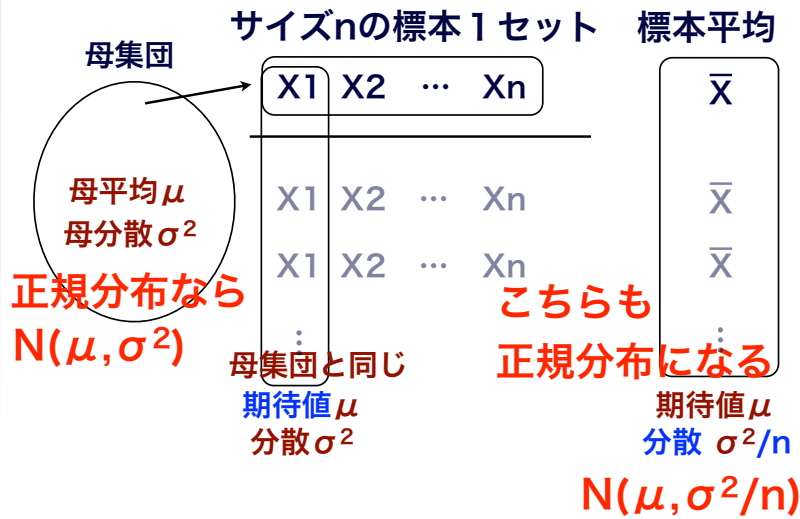 サイズnの標本１セット
標本平均
母集団
X1 X2 … Xn
X̅
母平均μ
母分散σ²
X1 X2 … Xn
X̅
X1 X2 … Xn
X̅
正規分布なら
N(μ,σ²)
こちらも
正規分布になる
⋮
⋮
母集団と同じ
期待値μ
分散σ²
期待値μ
分散 σ²/n
N(μ,σ²/n)